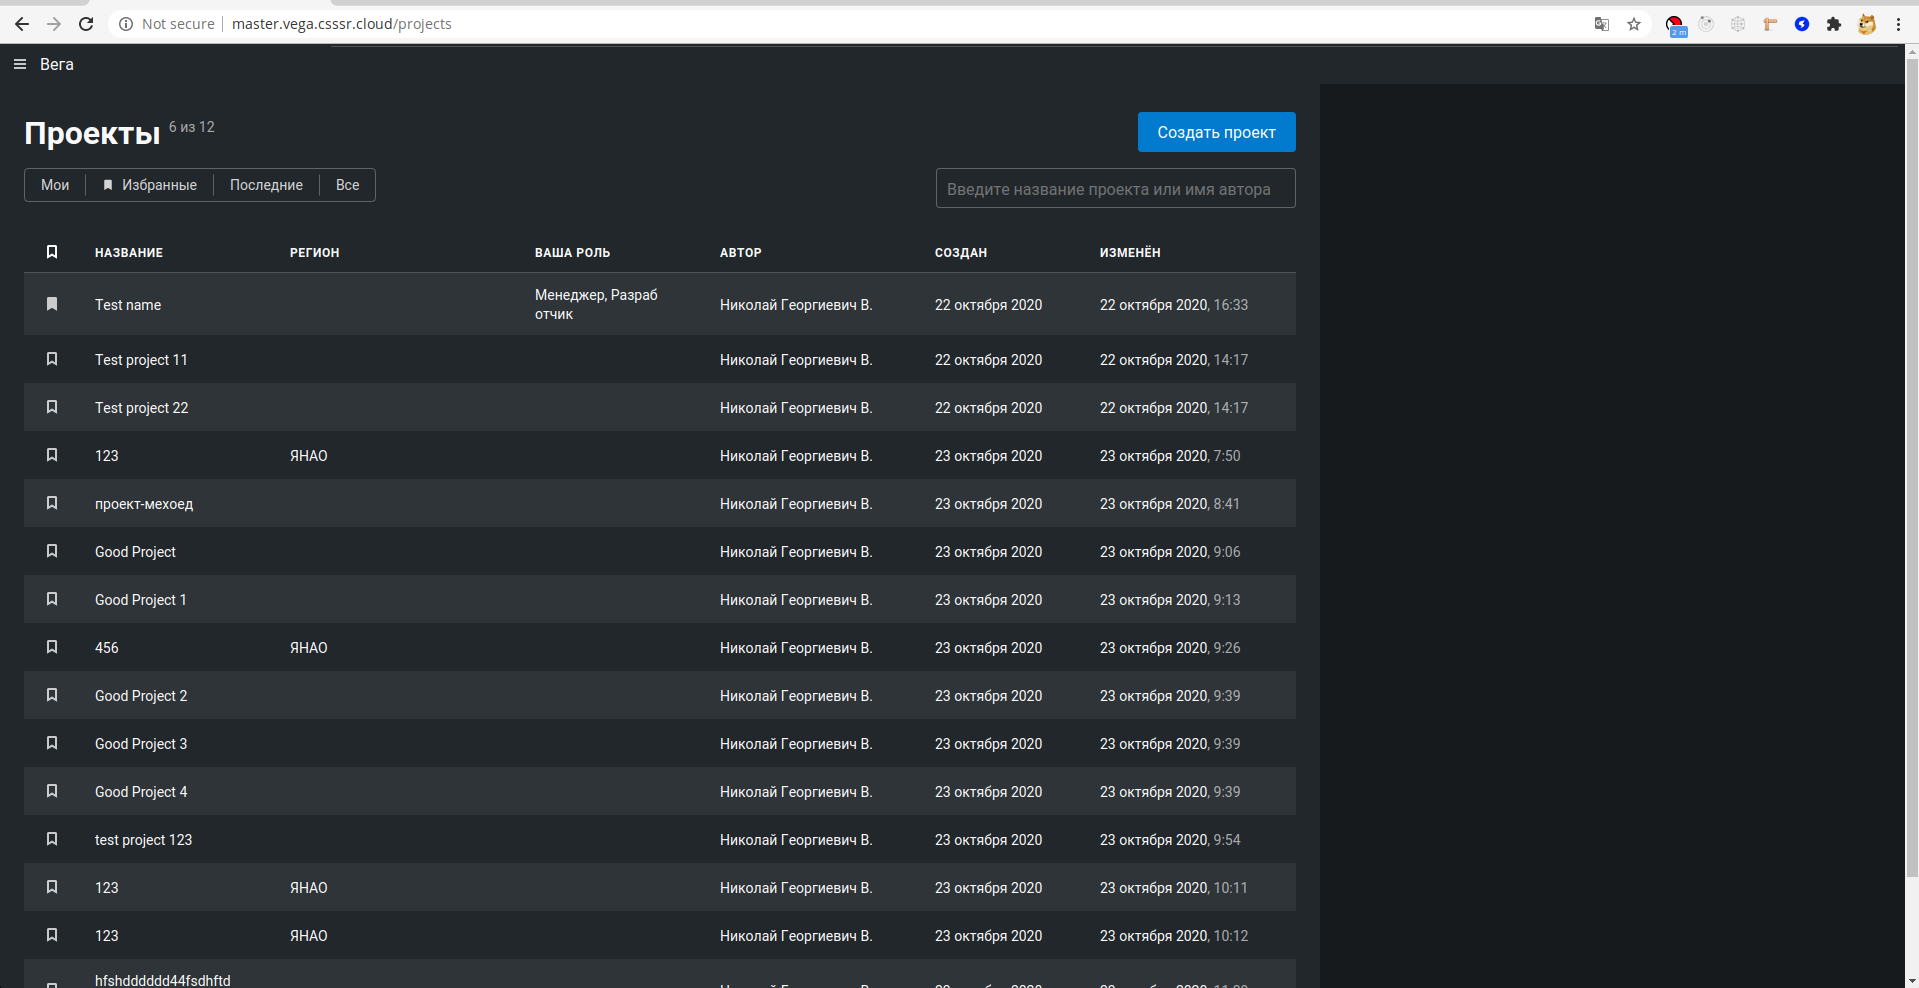 Not secure master.vega.csssr.cloud/projects
2 m
Вега
Проекты 6 из 12
Создать проект
Мои Избранные Последние Все
Введите название проекта или имя автора
НАЗВАНИЕ РЕГИОН ВАША РОЛЬ АВТОР СОЗДАН ИЗМЕНЁН
Test name Менеджер, Разраб
отчик Николай Георгиевич В. 22 октября 2020 22 октября 2020, 16:33
Test project 11 Николай Георгиевич В. 22 октября 2020 22 октября 2020, 14:17
Test project 22 Николай Георгиевич В. 22 октября 2020 22 октября 2020, 14:17
123 ЯНАО Николай Георгиевич В. 23 октября 2020 23 октября 2020, 7:50
проект-мехоед Николай Георгиевич В. 23 октября 2020 23 октября 2020, 8:41
Good Project Николай Георгиевич В. 23 октября 2020 23 октября 2020, 9:06
Good Project 1 Николай Георгиевич В. 23 октября 2020 23 октября 2020, 9:13
456 ЯНАО Николай Георгиевич В. 23 октября 2020 23 октября 2020, 9:26
Good Project 2 Николай Георгиевич В. 23 октября 2020 23 октября 2020, 9:39
Good Project 3 Николай Георгиевич В. 23 октября 2020 23 октября 2020, 9:39
Good Project 4 Николай Георгиевич В. 23 октября 2020 23 октября 2020, 9:39
test project 123 Николай Георгиевич В. 23 октября 2020 23 октября 2020, 9:54
123 ЯНАО Николай Георгиевич В. 23 октября 2020 23 октября 2020, 10:11
123 ЯНАО Николай Георгиевич В. 23 октября 2020 23 октября 2020, 10:12
hfshdddddd44fsdhftd